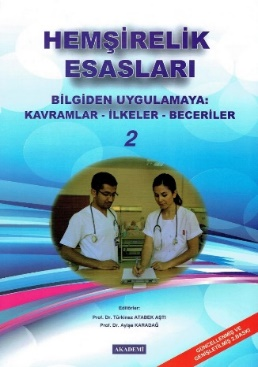 HEMŞİRELİK
ESASLARI
BİLGİDEN UYGULAMAYA:
KAVRAMLAR - İLKELER - BECERİLER
2
Editörler:
Prof. Dr. Türkinaz ATABEK AŞTI
Prof. Dr. Ayişe KARADAĞ
AKADEMİ
GÜNCELLENMİŞ VE
GENİŞLETİLMİŞ 2.BASKI